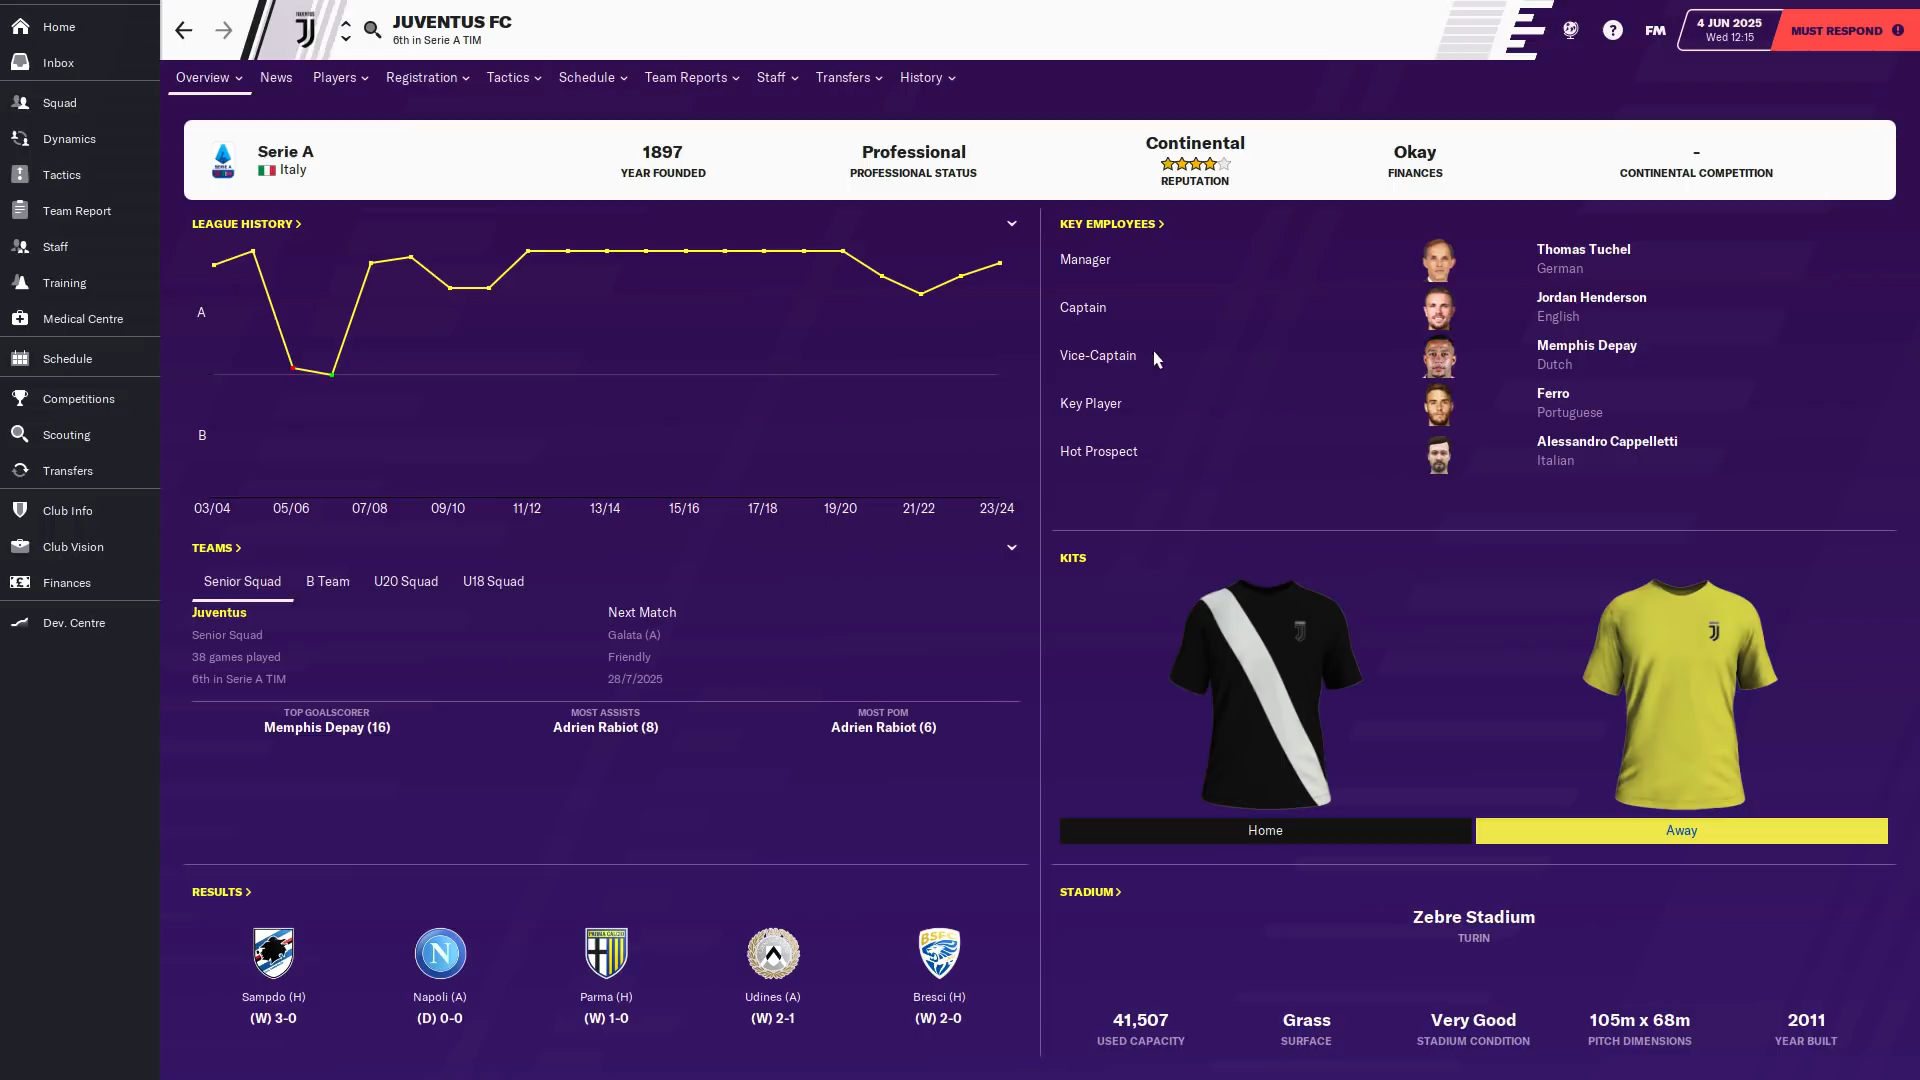 Home
Inbox
Squad
Dynamics
Tactics
Team Report
Staff
Training
Medical Centre
Schedule
Competitions
Scouting
Transfers
Club Info
Club Vision
Finances
Dev. Centre
JUVENTUS FC
6th in Serie A TIM
FM
4 JUN 2025
Wed 12:15
MUST RESPOND
Overview News Players Registration Tactics Schedule Team Reports Staff Transfers History
Serie A
Italy
1897
YEAR FOUNDED
Professional
PROFESSIONAL STATUS
Continental
REPUTATION
Okay
FINANCES
-
CONTINENTAL COMPETITION
LEAGUE HISTORY >
A
B
03/04 05/06 07/08 09/10 11/12 13/14 15/16 17/18 19/20 21/22 23/24
KEY EMPLOYEES >
Manager
Thomas Tuchel
German
Captain
Jordan Henderson
English
Vice-Captain
Memphis Depay
Dutch
Key Player
Ferro
Portuguese
Hot Prospect
Alessandro Cappelletti
Italian
TEAMS >
Senior Squad B Team U20 Squad U18 Squad
Juventus
Senior Squad
38 games played
6th in Serie A TIM
Next Match
Galata (A)
Friendly
28/7/2025
TOP GOALSCORER
Memphis Depay (16)
MOST ASSISTS
Adrien Rabiot (8)
MOST POM
Adrien Rabiot (6)
KITS
Home
Away
RESULTS >
Sampdo (H)
(W) 3-0
N
Napoli (A)
(D) 0-0
PARMA CALCIO
Parma (H)
(W) 1-0
Udines (A)
(W) 2-1
BSFC
Bresci (H)
(W) 2-0
STADIUM >
Zebre Stadium
TURIN
41,507
USED CAPACITY
Grass
SURFACE
Very Good
STADIUM CONDITION
105m x 68m
PITCH DIMENSIONS
2011
YEAR BUILT